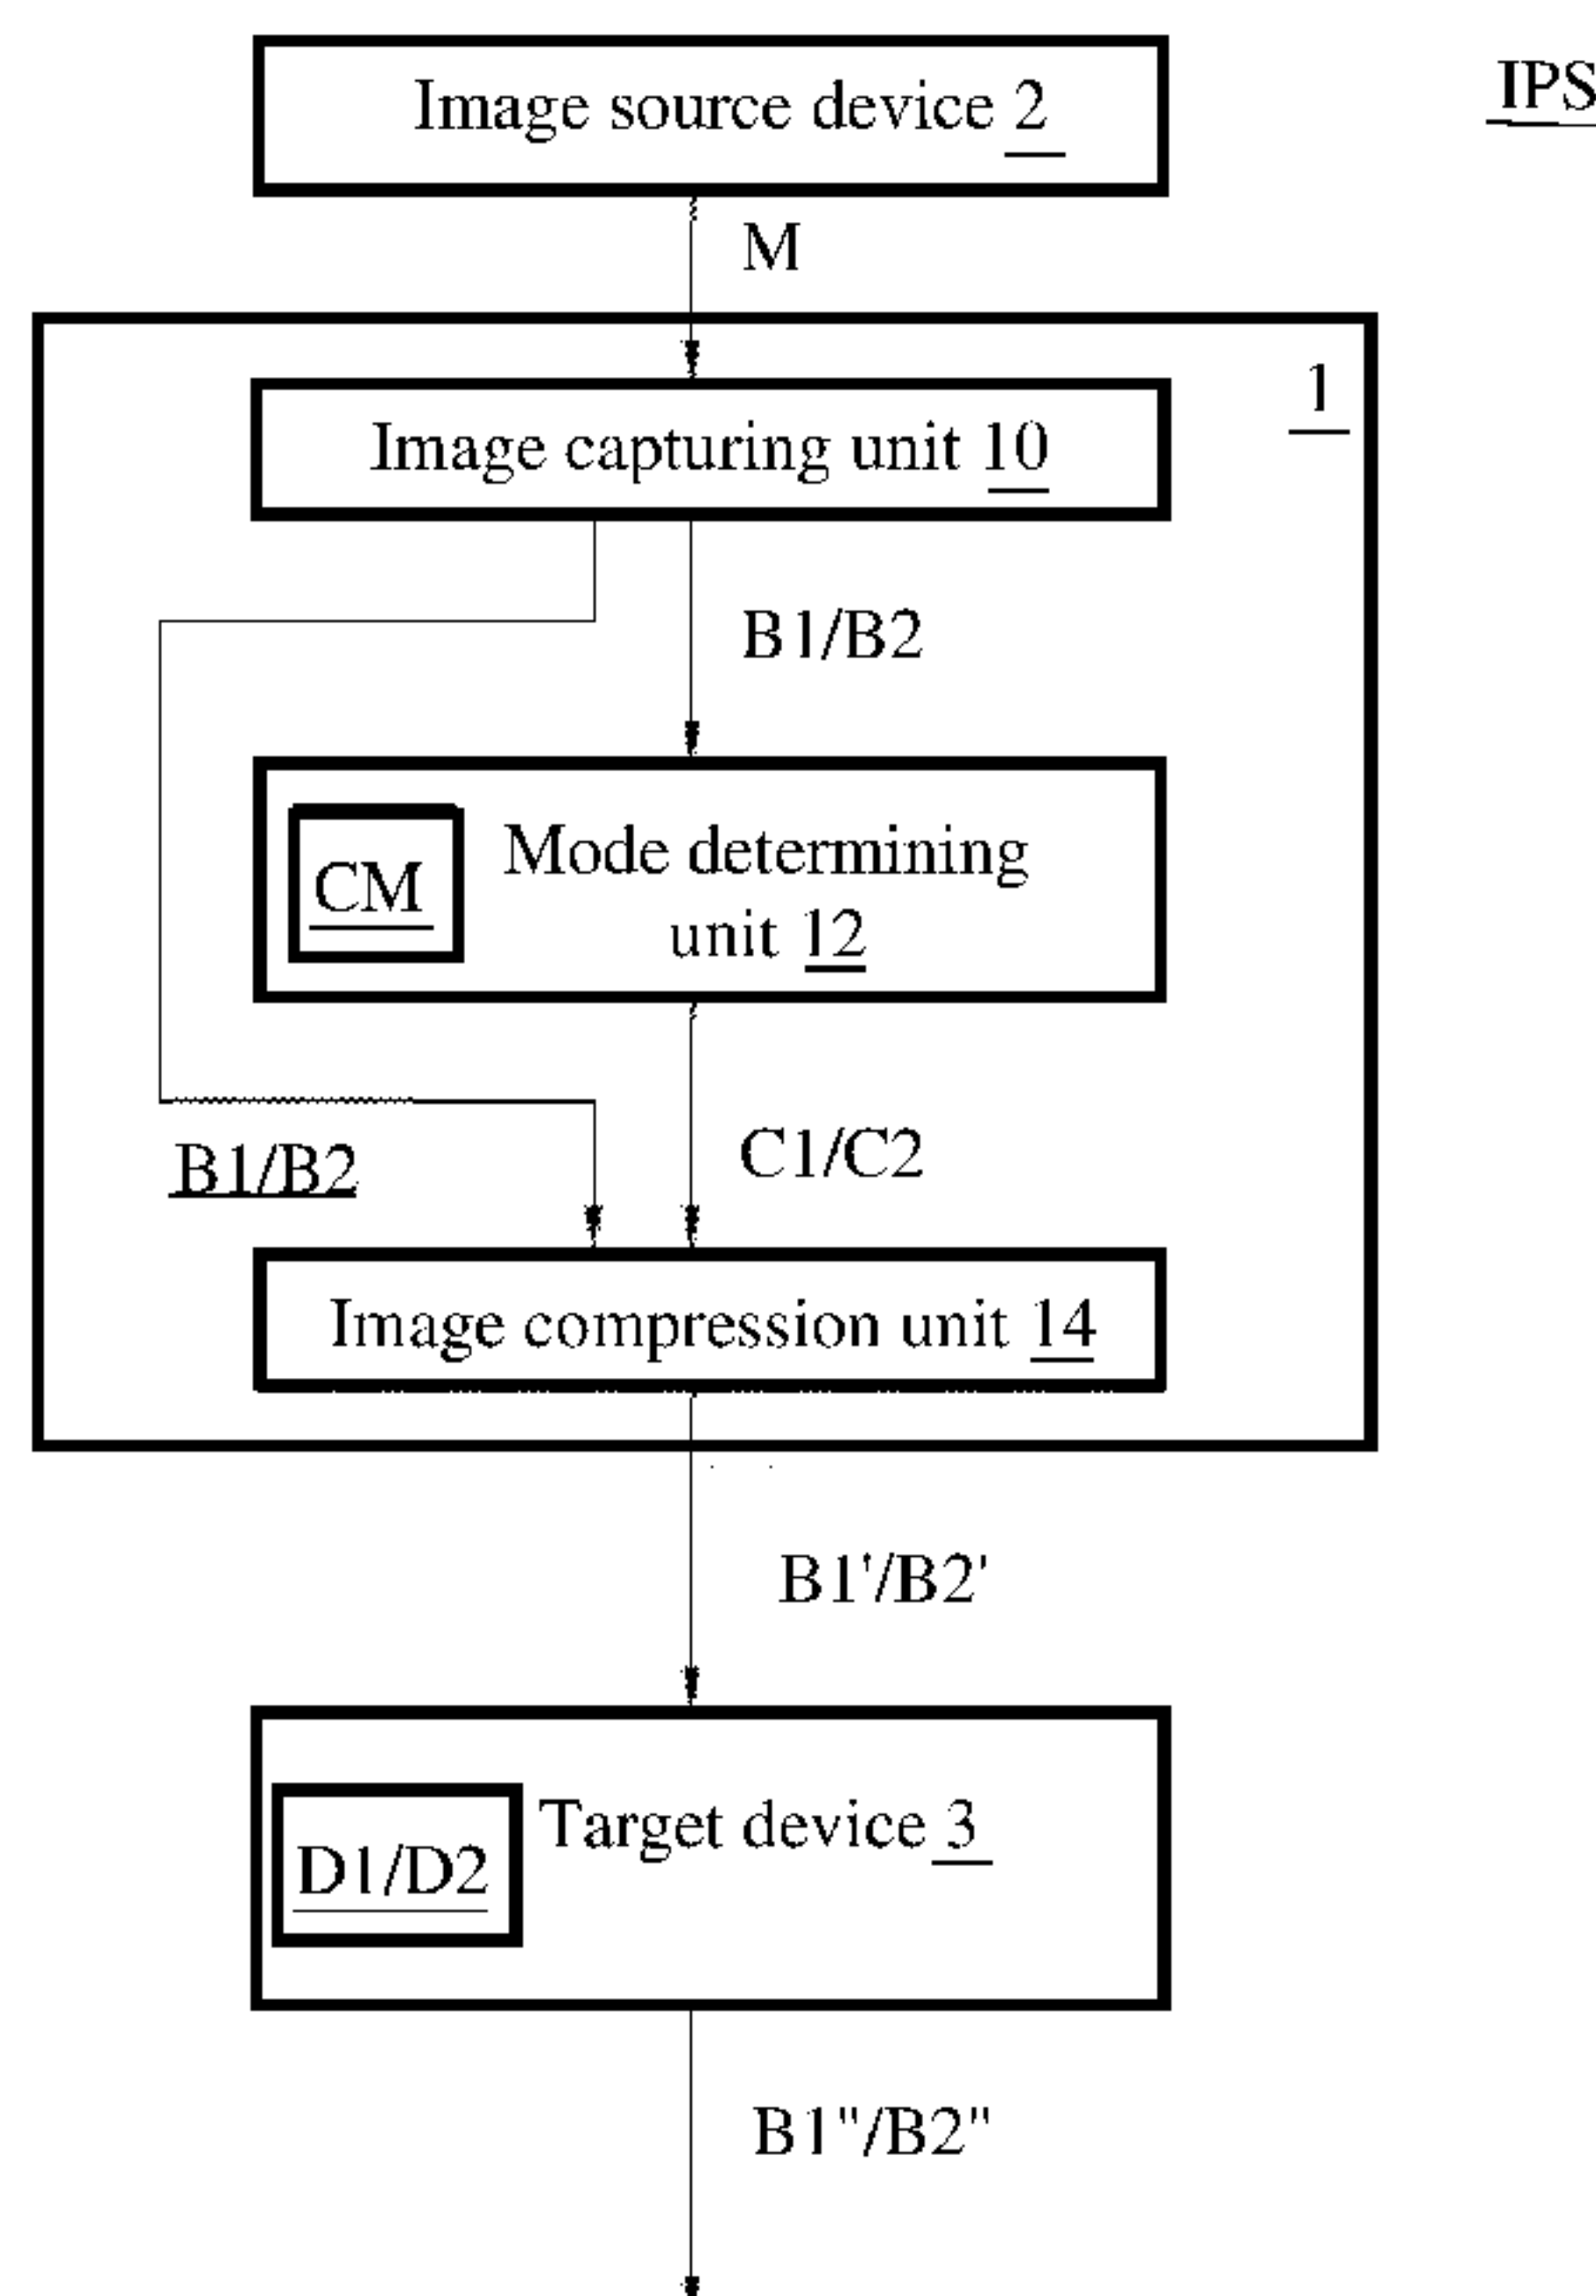 Image source device 2
IPS
M
1
Image capturing unit 10
B1/B2
CM
Mode determining
unit 12
B1/B2
C1/C2
Image compression unit 14
B1'/B2'
Target device 3
D1/D2
B1"/B2"